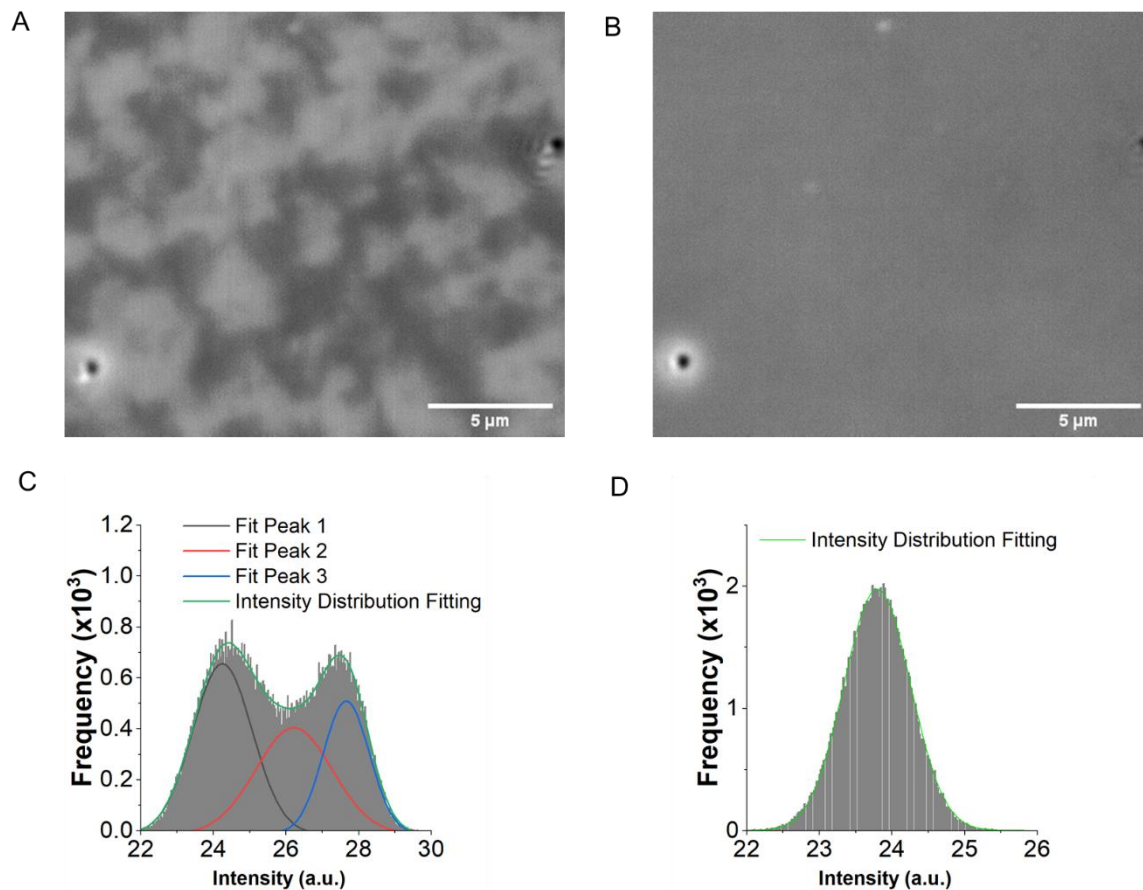 A
B
5 µm
5 µm
C
D
Fit Peak 1
Fit Peak 2
Fit Peak 3
Intensity Distribution Fitting
Frequency (x10³)
1.2
1.0
0.8
0.6
0.4
0.2
0.0
22 24 26 28 30
Intensity (a.u.)
Intensity Distribution Fitting
Frequency (x10³)
2
1
0
22 23 24 25 26
Intensity (a.u.)